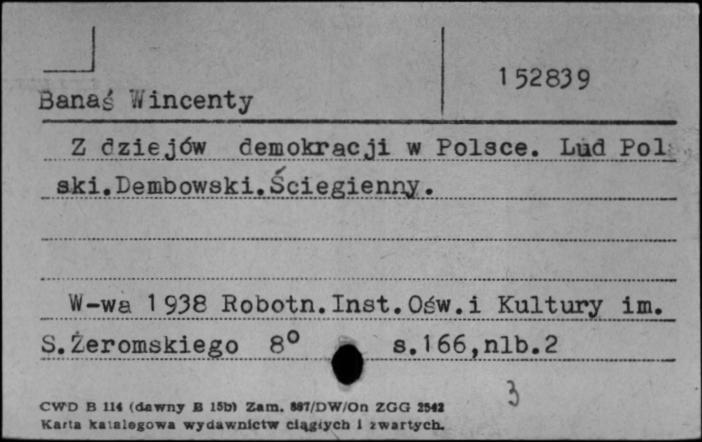 152839
Banaś Wincenty
Z dziejów demokracji w Polsce. Lud Pol
ski.Dembowski.Ściegienny.
W-wa 1938 Robotn.Inst.Ośw.i Kultury im.
S.Żeromskiego 8° s.166,nlb.2
3
CWD B 114 (dawny B 15b) Zam. 887/DW/On ZGG 2542
Karta katalogowa wydawnictw ciągłych i zwartych.